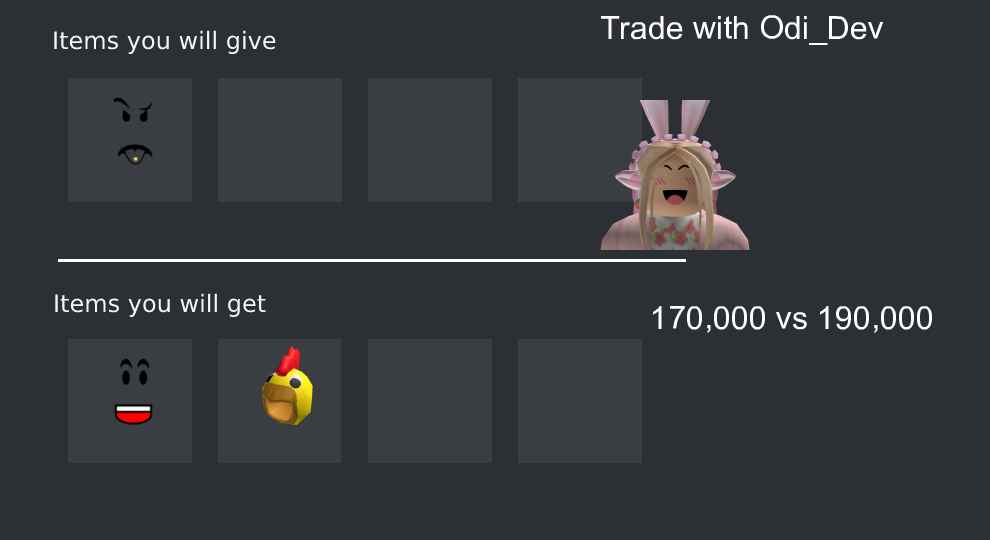 Trade with Odi_Dev
Items you will give
Items you will get
170,000 vs 190,000